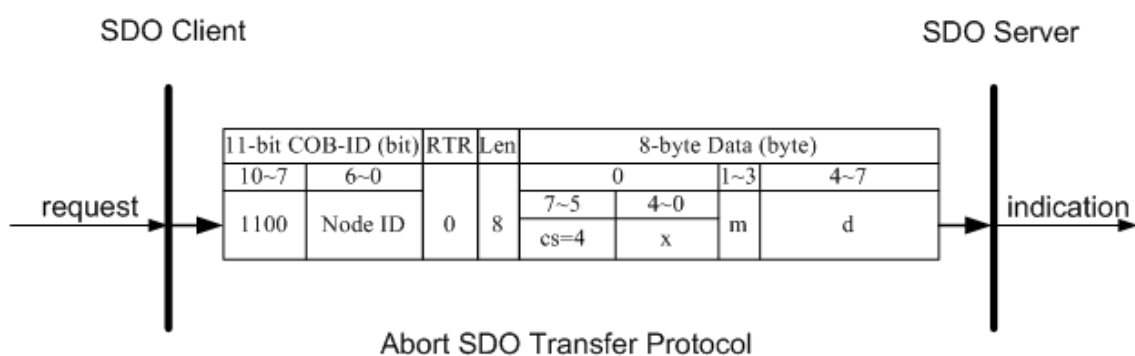 SDO Client SDO Server
11-bit COB-ID (bit) RTR Len 8-byte Data (byte)
10~7 6~0 0 1~3 4~7
request 1100 Node ID 0 8 7~5 4~0 m d indication
cs=4 x
Abort SDO Transfer Protocol